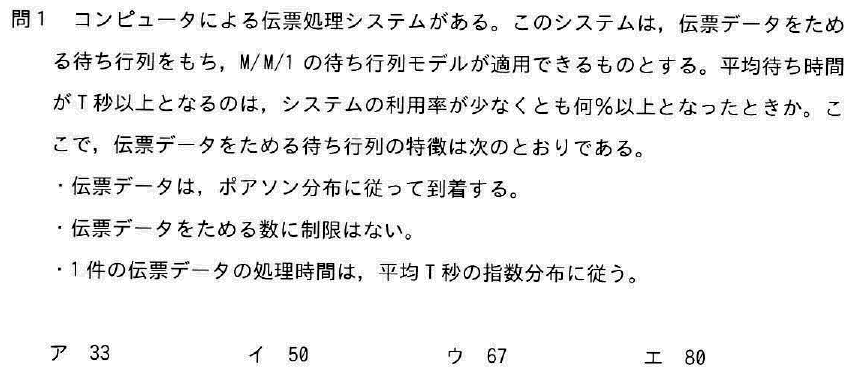 問1 コンピュータによる伝票処理システムがある。このシステムは，伝票データをため
る待ち行列をもち，M/M/1 の待ち行列モデルが適用できるものとする。平均待ち時間
がT秒以上となるのは，システムの利用率が少なくとも何％以上となったときか。こ
こで，伝票データをためる待ち行列の特徴は次のとおりである。
・伝票データは，ポアソン分布に従って到着する。
・伝票データをためる数に制限はない。
・1件の伝票データの処理時間は，平均T秒の指数分布に従う。
ア 33 イ 50 ウ 67 エ 80